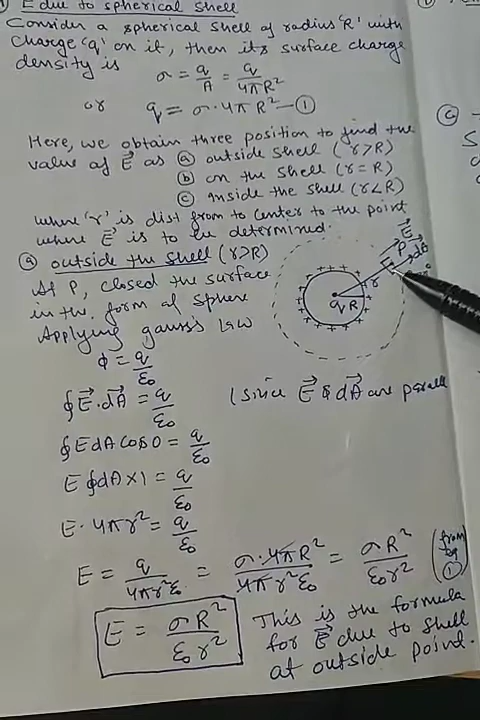 E due to spherical shell
Consider a spherical shell of radius 'R' with
charge 'q' on it, then its surface charge
density is
σ = q/A = q/4πR²
or q = σ·4πR² — ①
Here, we obtain three position to find the
value of E⃗ as ⓐ outside shell (r>R)
ⓑ on the shell (r=R)
ⓒ inside the shell (r<R)
where 'r' is dist from to center to the point
where E⃗ is to be determined.
ⓐ outside the shell (r>R)
At P, closed the surface
in the form of sphere
Applying gauss's law
E⃗
P
dA⃗
r
q R
ϕ = q/ε₀
∮E⃗·dA⃗ = q/ε₀ (since E⃗ & dA⃗ are parall
∮EdA cos 0 = q/ε₀
E∮dA×1 = q/ε₀
E·4πr² = q/ε₀
E = q/4πr²ε₀ = σ·4πR²/4πr²ε₀ = σR²/ε₀r² (from eq ①)
E = σR²/ε₀r²
This is the formula
for E⃗ due to shell
at outside point.
ⓒ
S